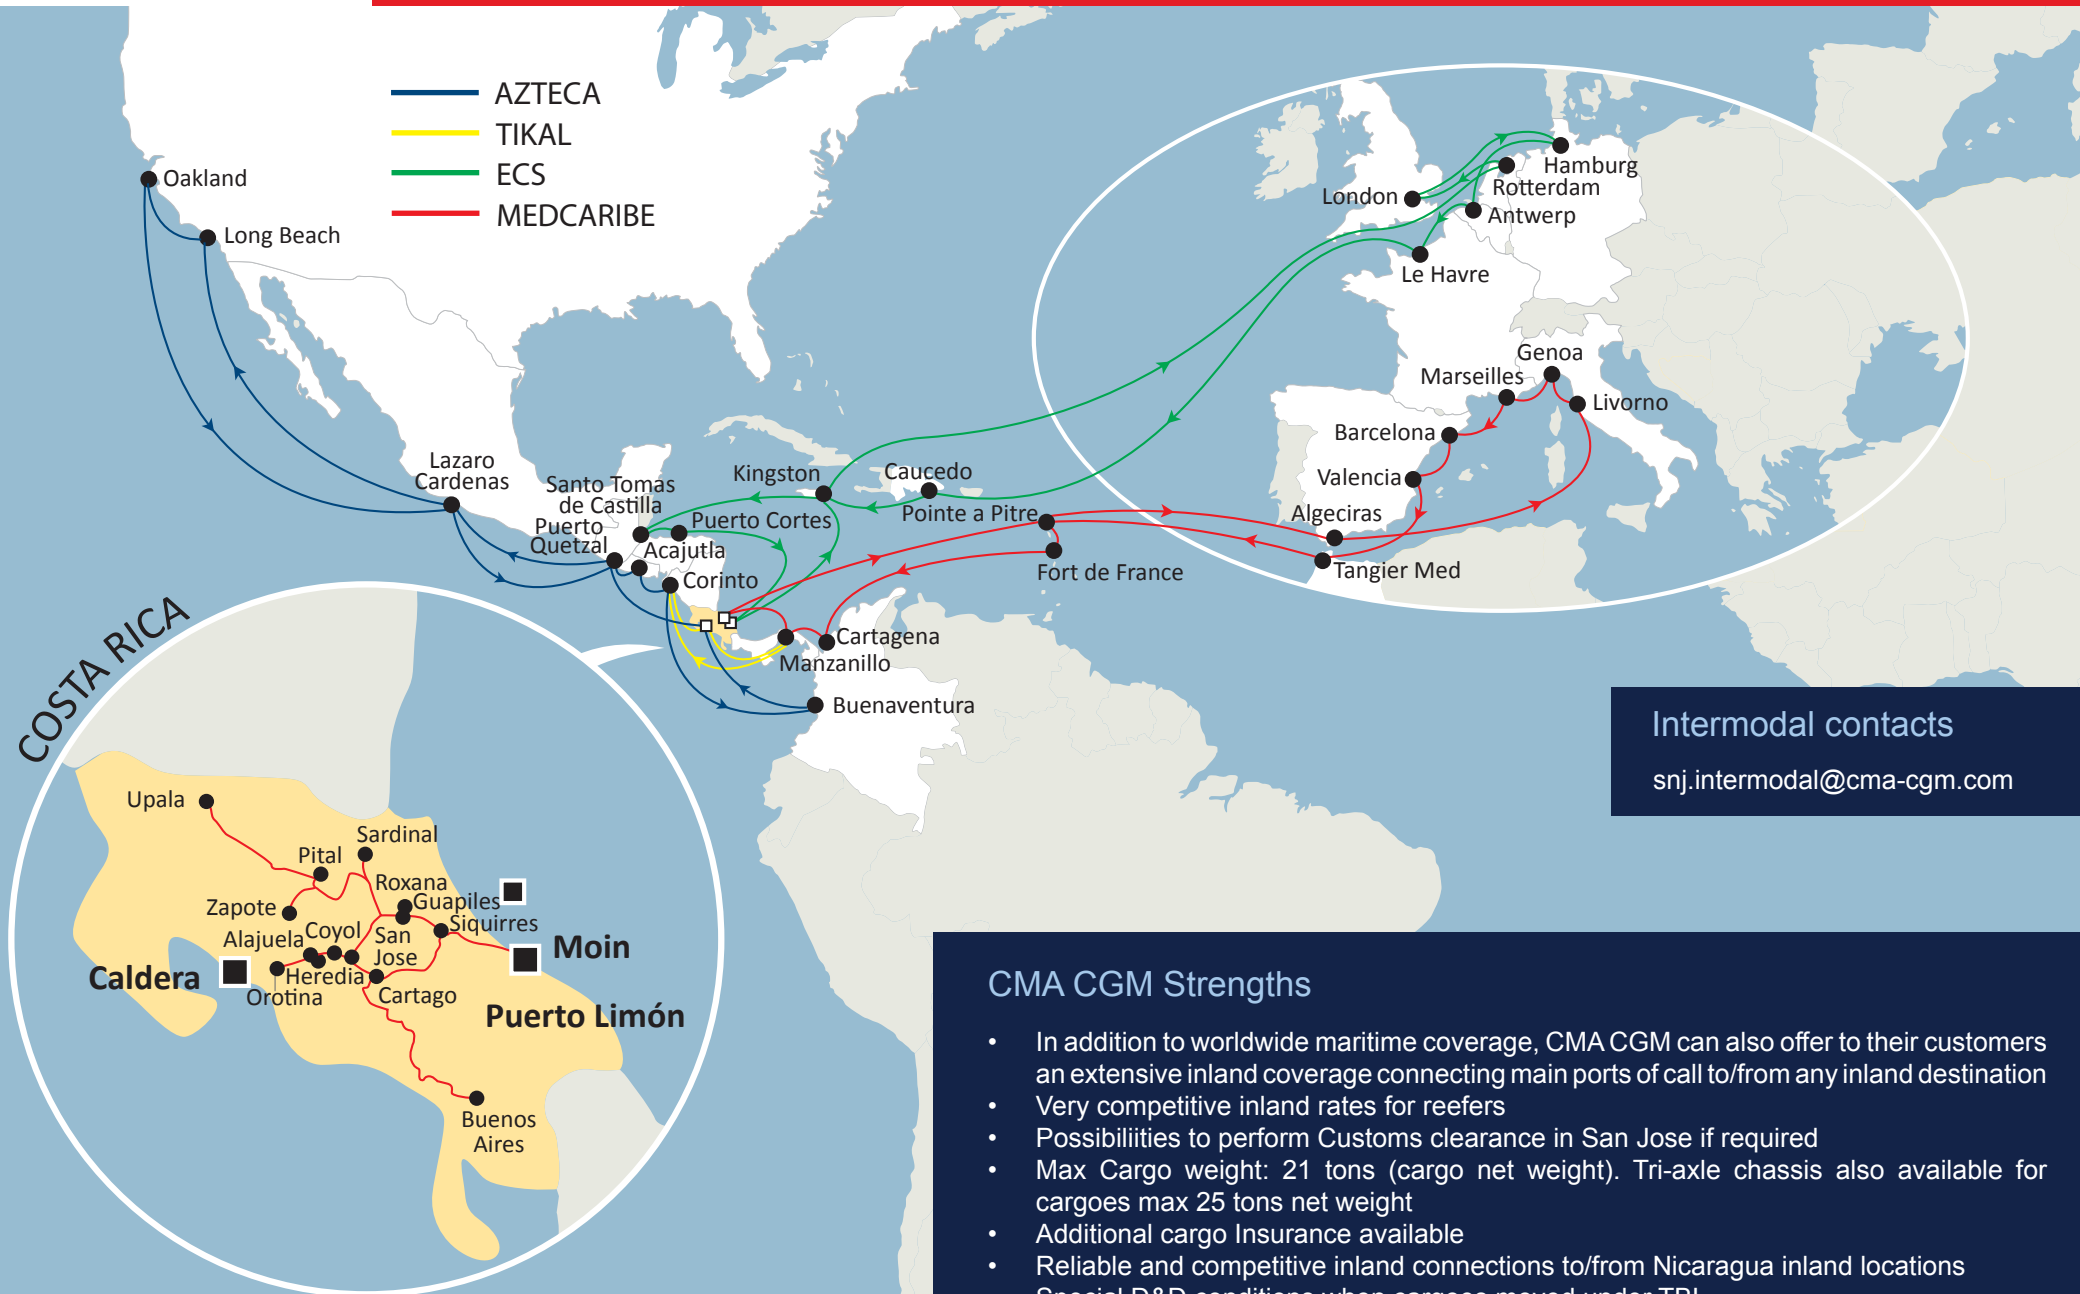 AZTECA
TIKAL
ECS
MEDCARIBE
Oakland
Long Beach
Lazaro
Cardenas
Santo Tomas
de Castilla
Puerto
Quetzal
Acajutla
Puerto Cortes
Corinto
Kingston
Caucedo
Pointe a Pitre
Fort de France
Cartagena
Manzanillo
Buenaventura
London
Hamburg
Rotterdam
Antwerp
Le Havre
Genoa
Marseilles
Livorno
Barcelona
Valencia
Algeciras
Tangier Med
COSTA RICA
Upala
Sardinal
Pital
Roxana
Guapiles
Zapote
Siquirres
Alajuela
Coyol
San
Jose
Moin
Caldera
Heredia
Orotina
Cartago
Puerto Limón
Buenos
Aires
Intermodal contacts
snj.intermodal@cma-cgm.com
CMA CGM Strengths
• In addition to worldwide maritime coverage, CMA CGM can also offer to their customers
an extensive inland coverage connecting main ports of call to/from any inland destination
• Very competitive inland rates for reefers
• Possibiliities to perform Customs clearance in San Jose if required
• Max Cargo weight: 21 tons (cargo net weight). Tri-axle chassis also available for
cargoes max 25 tons net weight
• Additional cargo Insurance available
• Reliable and competitive inland connections to/from Nicaragua inland locations
Special D&D conditions when cargoes moved under TBL